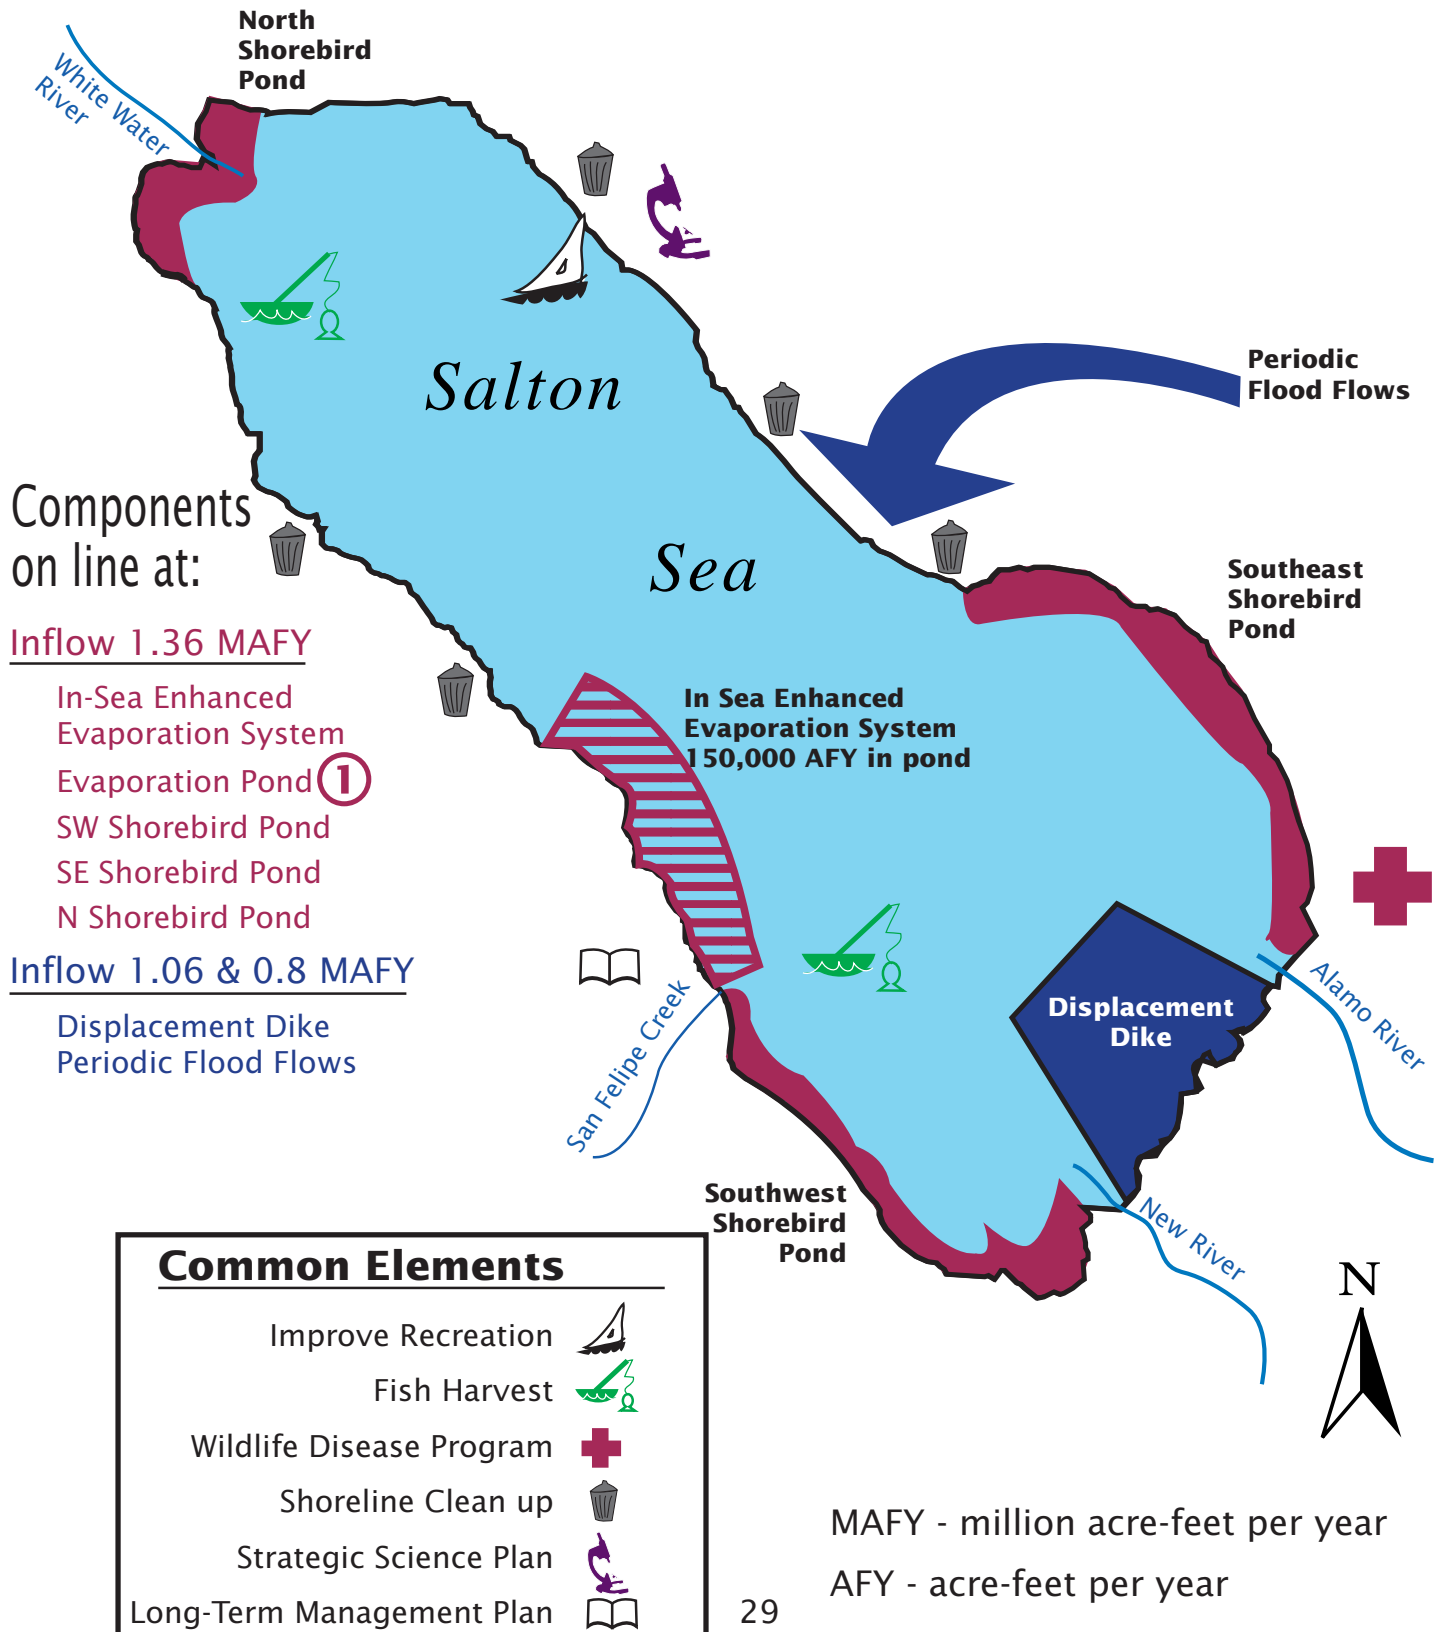 North
Shorebird
Pond
White Water
River
Salton
Sea
Periodic
Flood Flows
Southeast
Shorebird
Pond
Components
on line at:
Inflow 1.36 MAFY
In-Sea Enhanced
Evaporation System
Evaporation Pond 1
SW Shorebird Pond
SE Shorebird Pond
N Shorebird Pond
Inflow 1.06 & 0.8 MAFY
Displacement Dike
Periodic Flood Flows
In Sea Enhanced
Evaporation System
150,000 AFY in pond
San Felipe Creek
Displacement
Dike
Alamo River
New River
Southwest
Shorebird
Pond
N
Common Elements
Improve Recreation
Fish Harvest
Wildlife Disease Program
Shoreline Clean up
Strategic Science Plan
Long-Term Management Plan
MAFY - million acre-feet per year
AFY - acre-feet per year
29